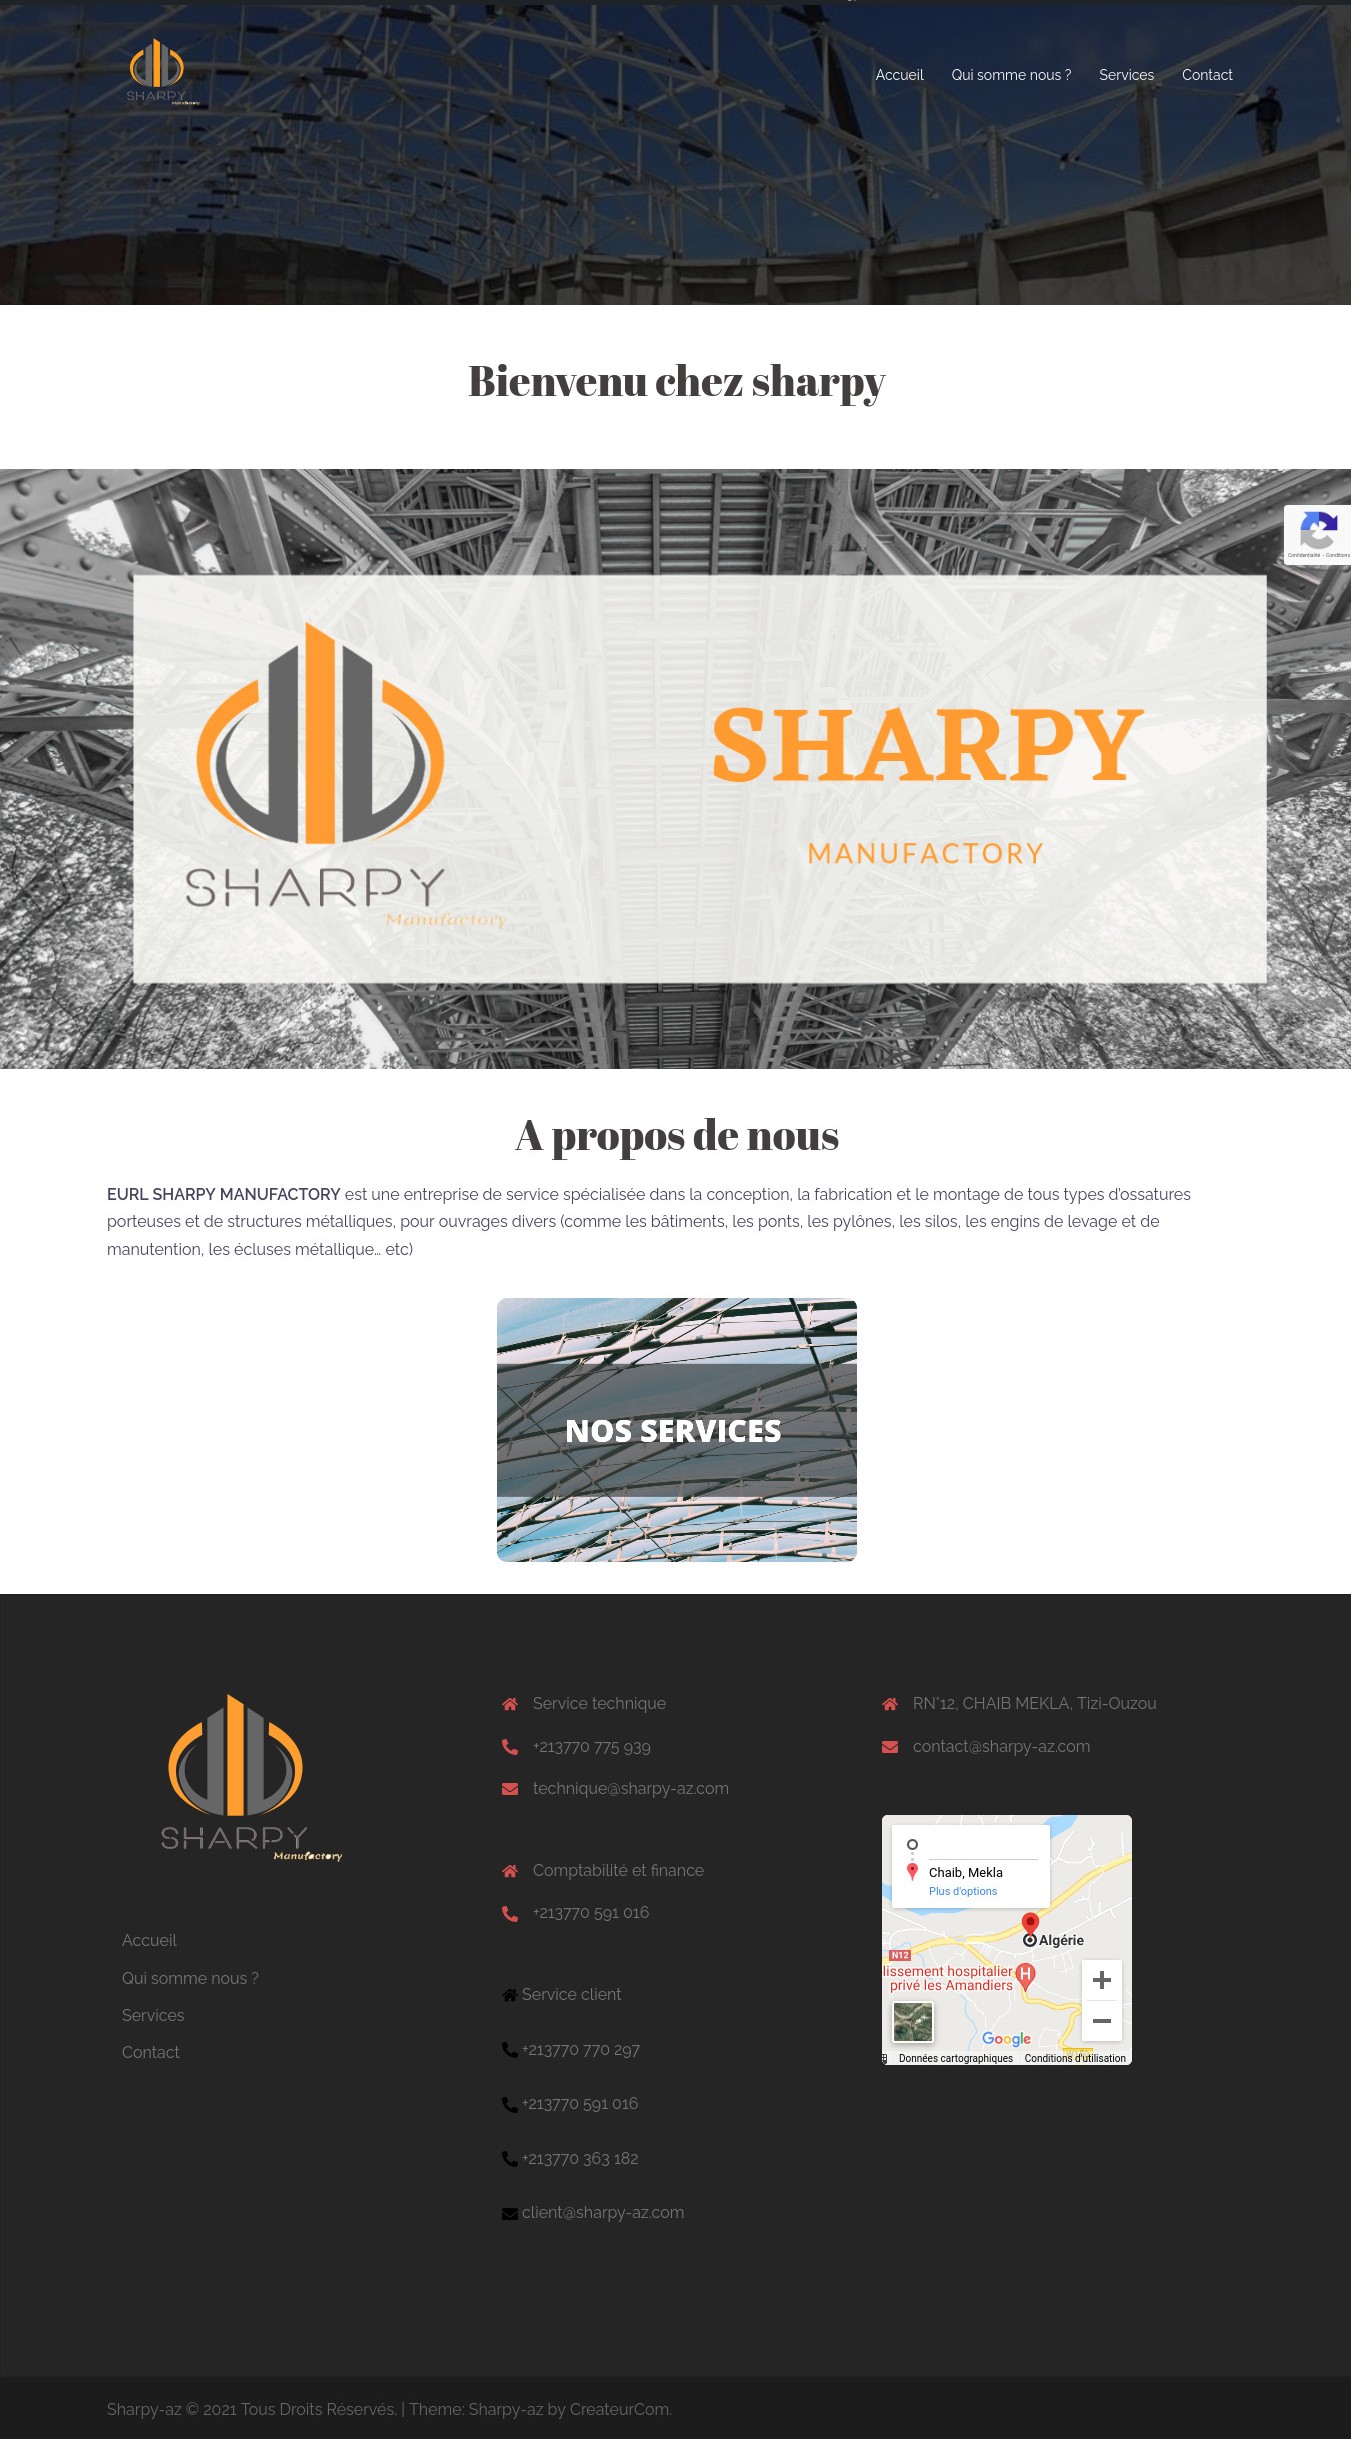 SHARPY
Manufactory
Accueil
Qui somme nous ?
Services
Contact
Bienvenu chez sharpy
Confidentialité - Conditions
SHARPY
Manufactory
SHARPY
MANUFACTORY
A propos de nous
EURL SHARPY MANUFACTORY est une entreprise de service spécialisée dans la conception, la fabrication et le montage de tous types d'ossatures
porteuses et de structures métalliques, pour ouvrages divers (comme les bâtiments, les ponts, les pylônes, les silos, les engins de levage et de
manutention, les écluses métallique… etc)
NOS SERVICES
SHARPY
Manufactory
Accueil
Qui somme nous ?
Services
Contact
Service technique
+213770 775 939
technique@sharpy-az.com
Comptabilité et finance
+213770 591 016
Service client
+213770 770 297
+213770 591 016
+213770 363 182
client@sharpy-az.com
RN°12, CHAIB MEKLA, Tizi-Ouzou
contact@sharpy-az.com
Chaib, Mekla
Plus d'options
Algérie
N12
lissement hospitalier
privé les Amandiers
H
Google
Données cartographiques
Conditions d'utilisation
Sharpy-az © 2021 Tous Droits Réservés. | Theme: Sharpy-az by CreateurCom.